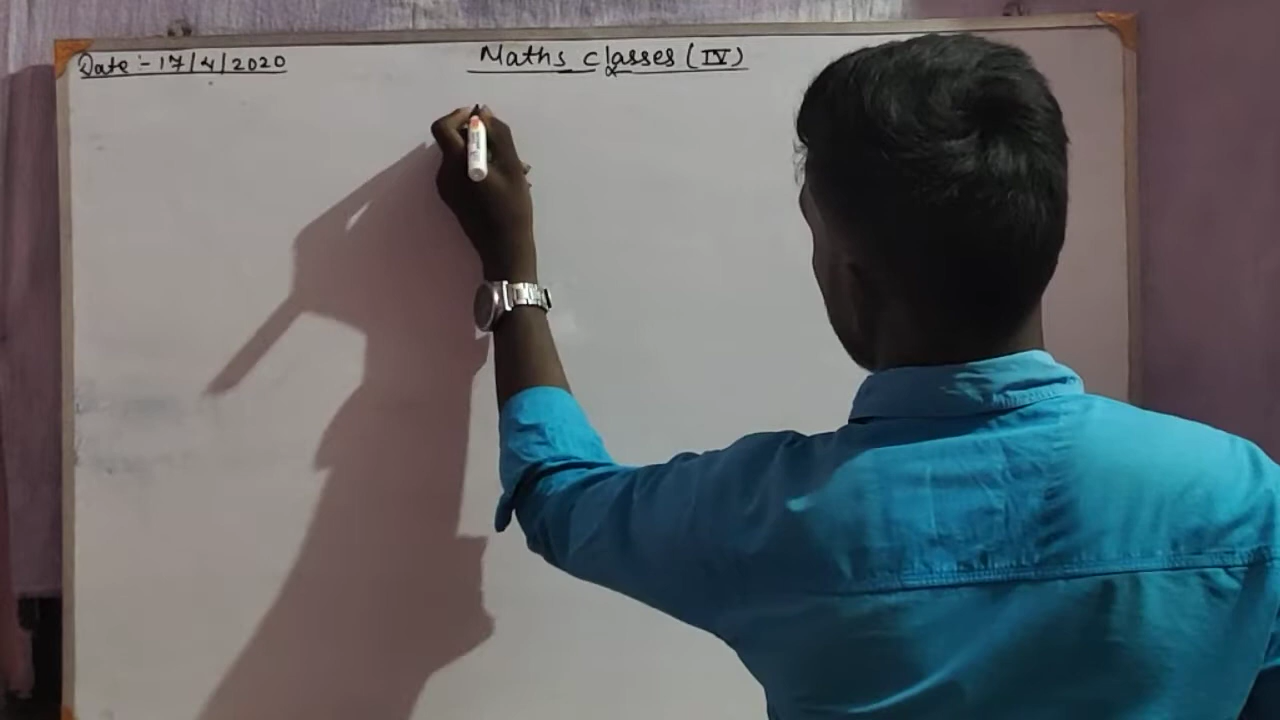 Date :- 17/4/2020
Maths classes (IV)